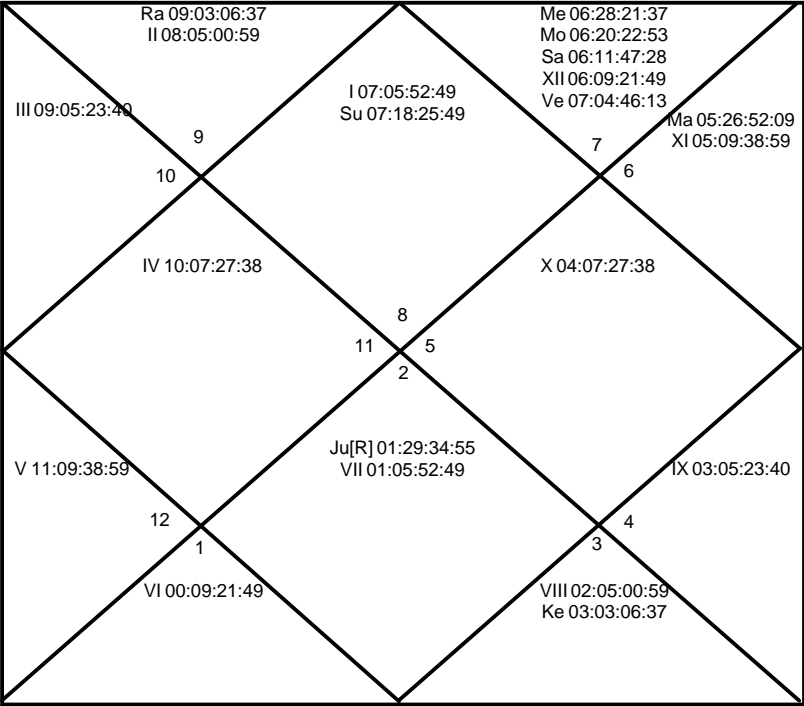 Ra 09:03:06:37
II 08:05:00:59
Me 06:28:21:37
Mo 06:20:22:53
Sa 06:11:47:28
XII 06:09:21:49
Ve 07:04:46:13
I 07:05:52:49
Su 07:18:25:49
III 09:05:23:40
Ma 05:26:52:09
XI 05:09:38:59
9
7
10
6
IV 10:07:27:38
X 04:07:27:38
8
11
5
2
Ju[R] 01:29:34:55
VII 01:05:52:49
V 11:09:38:59
IX 03:05:23:40
12
4
1
3
VI 00:09:21:49
VIII 02:05:00:59
Ke 03:03:06:37